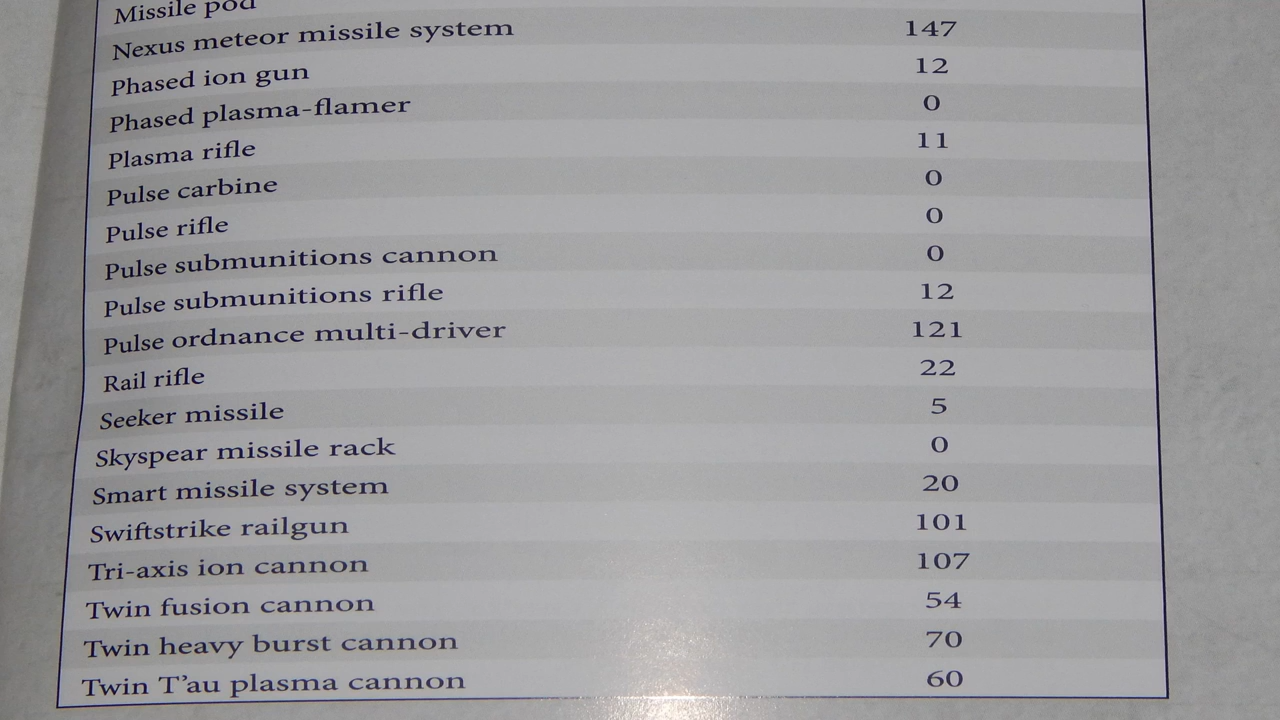 Missile pod
Nexus meteor missile system 147
Phased ion gun 12
Phased plasma-flamer 0
Plasma rifle 11
Pulse carbine 0
Pulse rifle 0
Pulse submunitions cannon 0
Pulse submunitions rifle 12
Pulse ordnance multi-driver 121
Rail rifle 22
Seeker missile 5
Skyspear missile rack 0
Smart missile system 20
Swiftstrike railgun 101
Tri-axis ion cannon 107
Twin fusion cannon 54
Twin heavy burst cannon 70
Twin T'au plasma cannon 60